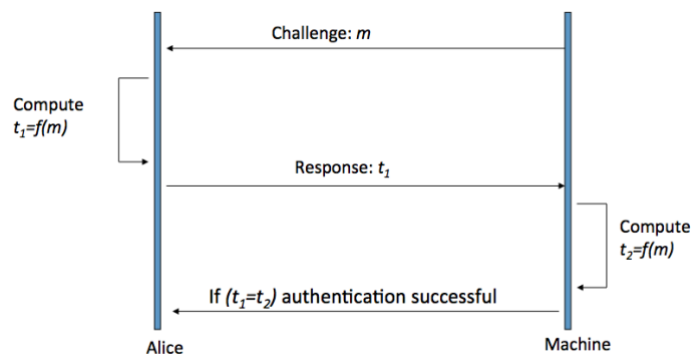 Challenge: m
Compute
t₁=f(m)
Response: t₁
Compute
t₂=f(m)
If (t₁=t₂) authentication successful
Alice
Machine